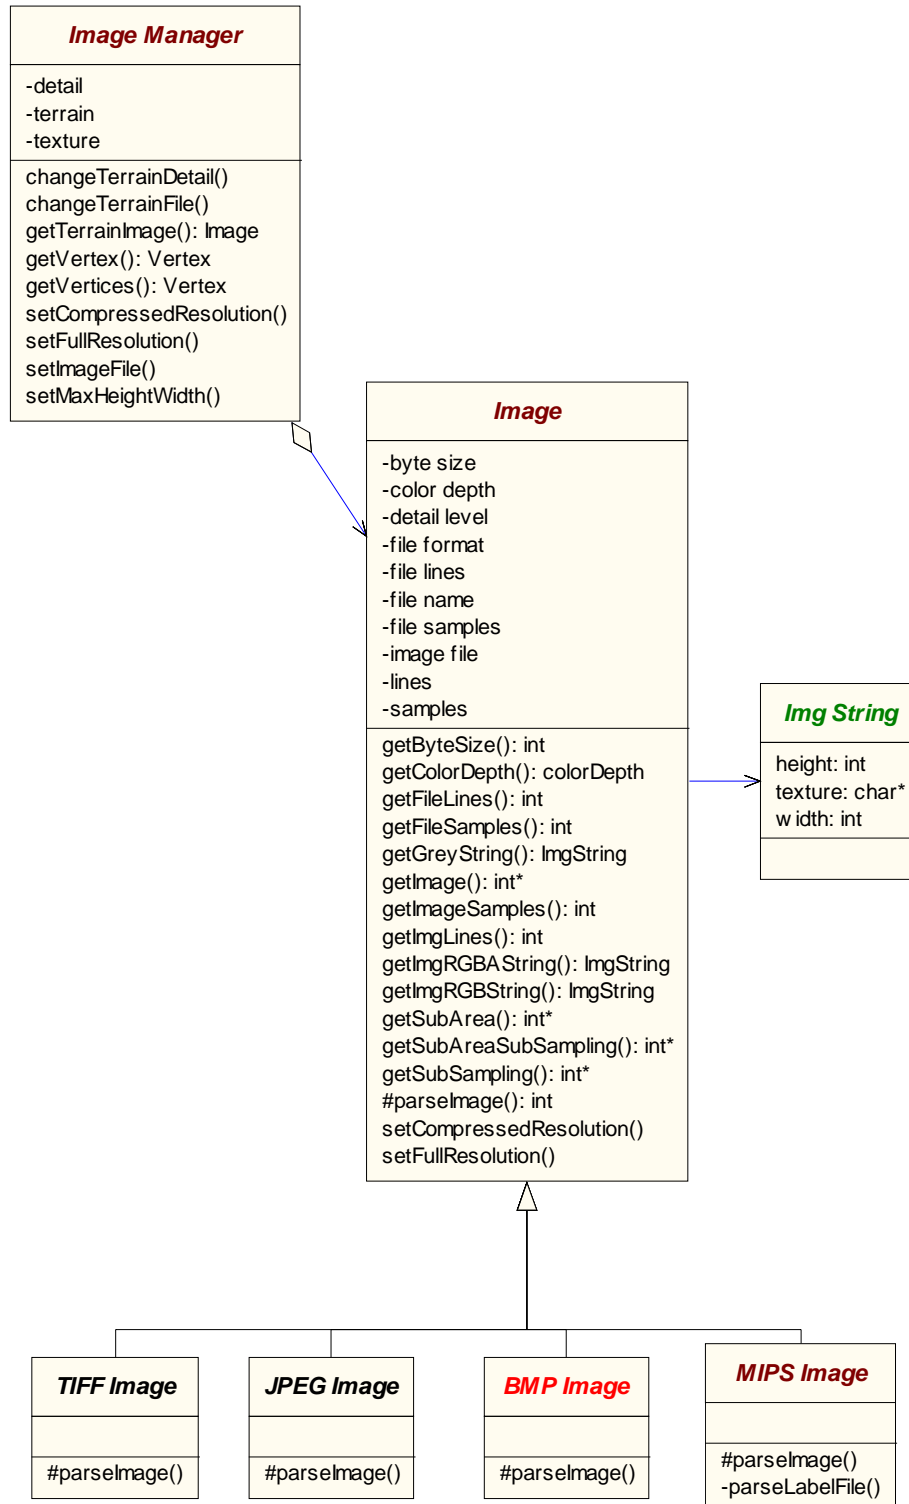 Image Manager
-detail
-terrain
-texture
changeTerrainDetail()
changeTerrainFile()
getTerrainImage(): Image
getVertex(): Vertex
getVertices(): Vertex
setCompressedResolution()
setFullResolution()
setImageFile()
setMaxHeightWidth()
Image
-byte size
-color depth
-detail level
-file format
-file lines
-file name
-file samples
-image file
-lines
-samples
getByteSize(): int
getColorDepth(): colorDepth
getFileLines(): int
getFileSamples(): int
getGreyString(): ImgString
getImage(): int*
getImageSamples(): int
getImgLines(): int
getImgRGBAString(): ImgString
getImgRGBString(): ImgString
getSubArea(): int*
getSubAreaSubSampling(): int*
getSubSampling(): int*
#parseImage(): int
setCompressedResolution()
setFullResolution()
Img String
height: int
texture: char*
width: int
TIFF Image
#parseImage()
JPEG Image
#parseImage()
BMP Image
#parseImage()
MIPS Image
#parseImage()
-parseLabelFile()